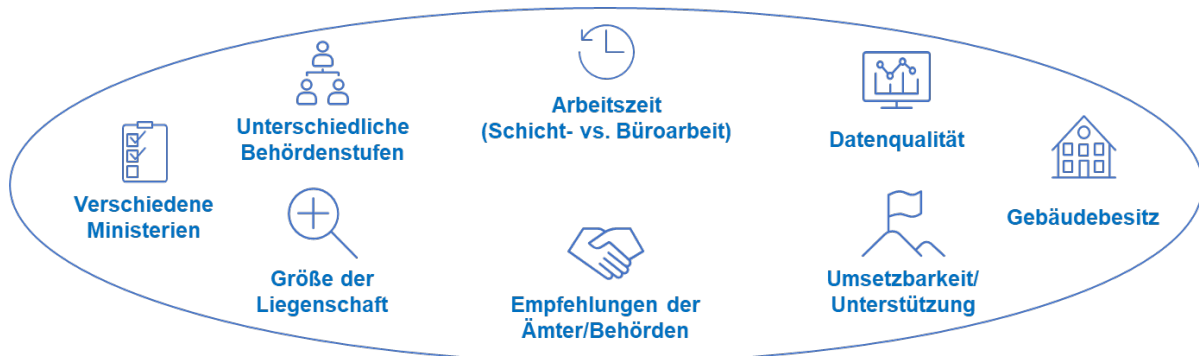 Unterschiedliche
Behördenstufen
Arbeitszeit
(Schicht- vs. Büroarbeit)
Datenqualität
Verschiedene
Ministerien
Gebäudebesitz
Größe der
Liegenschaft
Empfehlungen der
Ämter/Behörden
Umsetzbarkeit/
Unterstützung